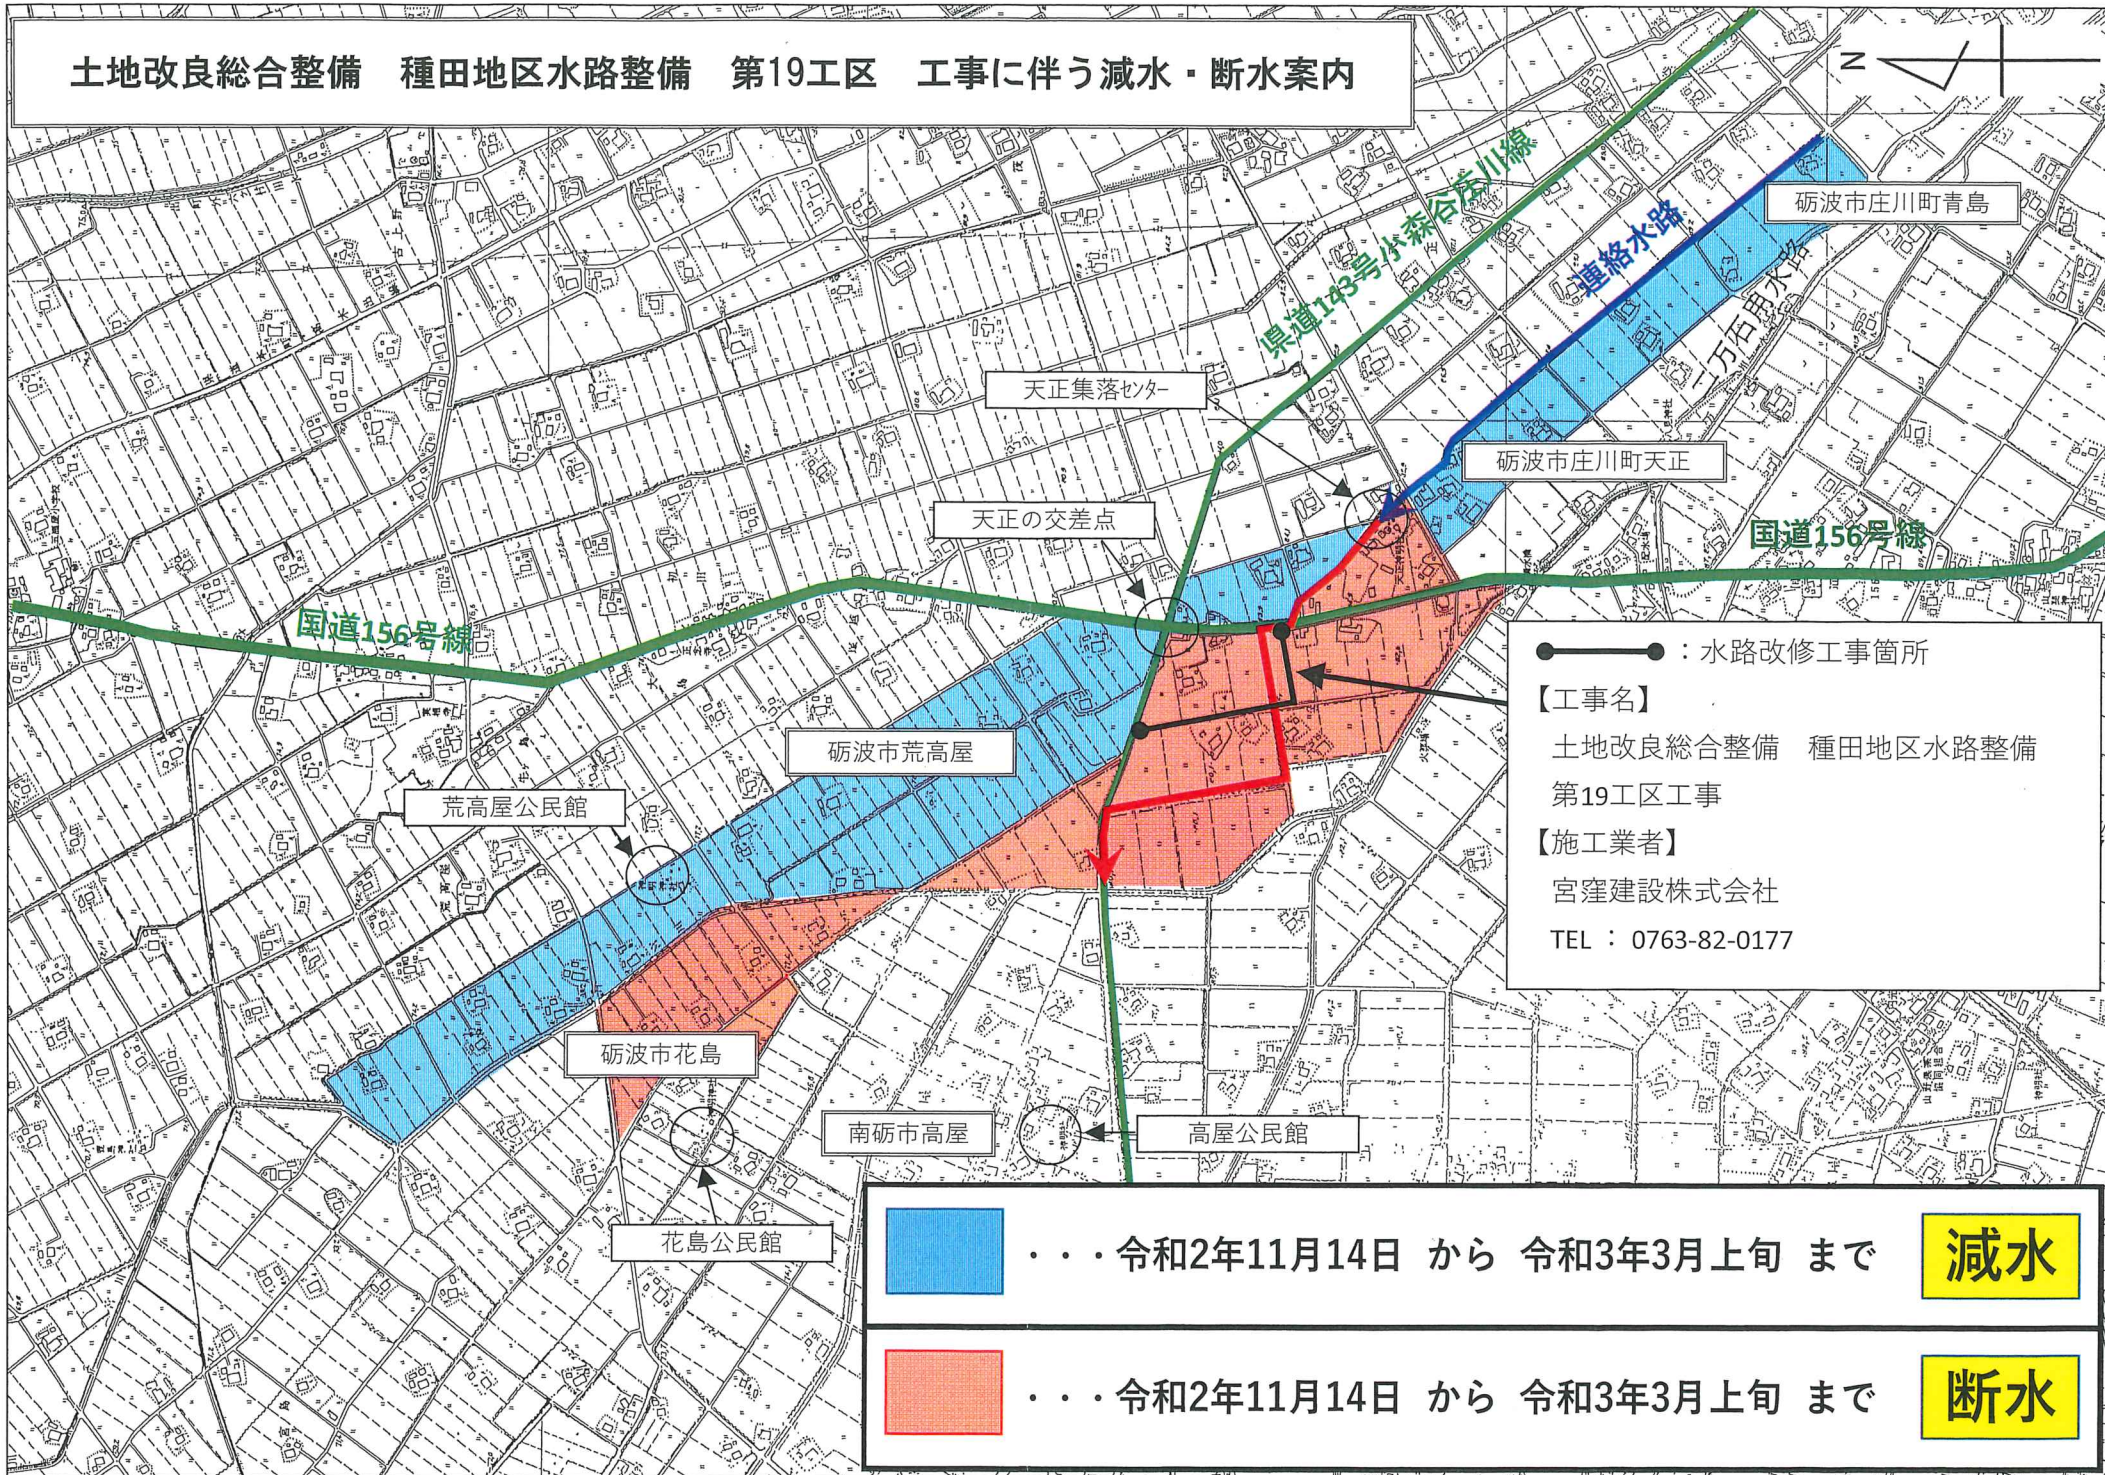 土地改良総合整備　種田地区水路整備　第19工区　工事に伴う減水・断水案内
N
県道143号小森谷庄川線
砺波市庄川町青島
連絡水路
二万石用水路
天正集落センター
砺波市庄川町天正
天正の交差点
国道156号線
国道156号線
：水路改修工事箇所
【工事名】
土地改良総合整備　種田地区水路整備
第19工区工事
【施工業者】
宮窪建設株式会社
TEL：0763-82-0177
砺波市荒高屋
荒高屋公民館
砺波市花島
南砺市高屋
高屋公民館
花島公民館
・・・令和2年11月14日 から 令和3年3月上旬 まで
減水
・・・令和2年11月14日 から 令和3年3月上旬 まで
断水